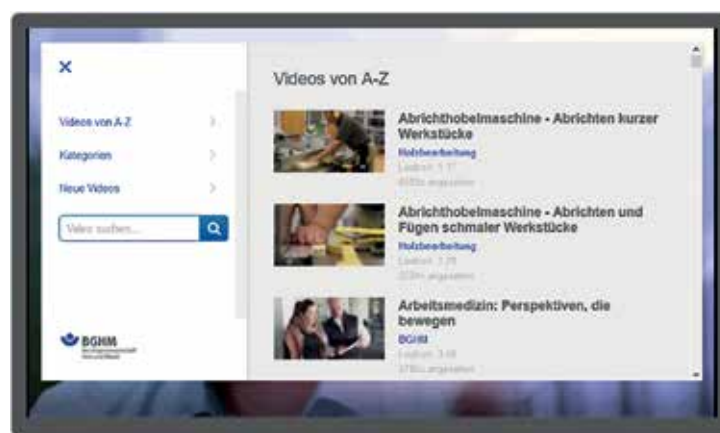 Videos von A-Z
Kategorien
Neue Videos
Video suchen...
BGHM
Videos von A-Z
Abrichthobelmaschine - Abrichten kurzer
Werkstücke
Holzbearbeitung
Abrichthobelmaschine - Abrichten und
Fügen schmaler Werkstücke
Holzbearbeitung
Arbeitsmedizin: Perspektiven, die
bewegen
BGHM